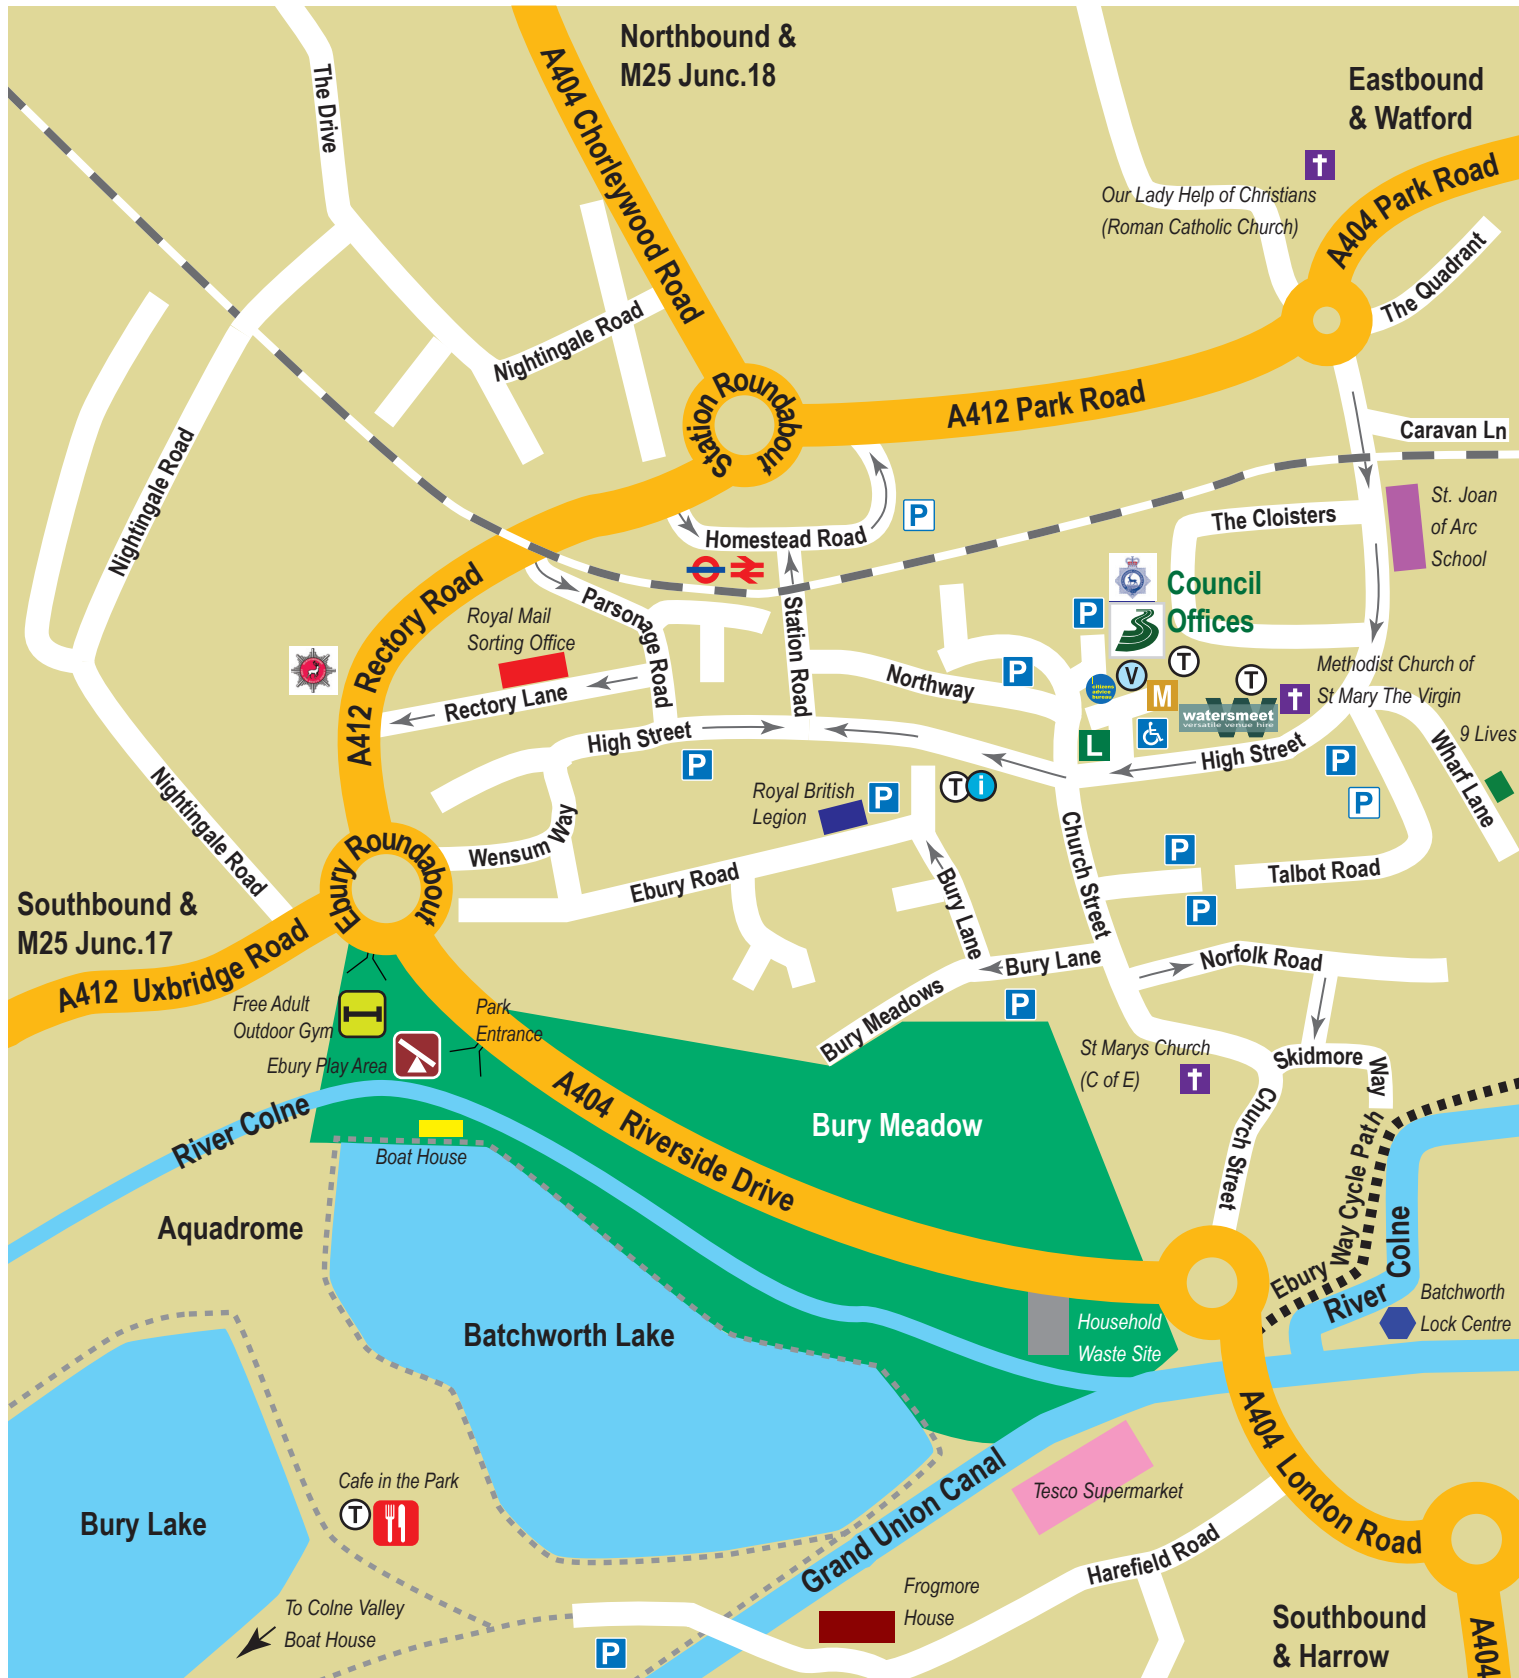 Northbound &
M25 Junc.18
Eastbound
& Watford
The Drive
A404 Chorleywood Road
Our Lady Help of Christians
(Roman Catholic Church)
A404 Park Road
The Quadrant
Nightingale Road
Station Roundabout
A412 Park Road
Caravan Ln
Nightingale Road
St. Joan
of Arc
School
The Cloisters
P
Homestead Road
Council
Offices
A412 Rectory Road
Parsonage Road
Station Road
P
Royal Mail
Sorting Office
Rectory Lane
Northway
P
citizens
advice
bureau
V
T
M
T
watersmeet
versatile venue hire
W
Methodist Church of
St Mary The Virgin
9 Lives
High Street
P
L
High Street
P
P
Wharf Lane
Nightingale Road
Royal British
Legion
P
T
i
Wensum Way
Ebury Roundabout
Ebury Road
Bury Lane
Church Street
P
P
Talbot Road
Southbound &
M25 Junc.17
A412 Uxbridge Road
Bury Lane
P
Norfolk Road
Bury Meadows
Free Adult
Outdoor Gym
Park
Entrance
Ebury Play Area
St Marys Church
(C of E)
Skidmore Way
River Colne
Boat House
A404 Riverside Drive
Bury Meadow
Church Street
Ebury Way Cycle Path
River Colne
Aquadrome
Batchworth
Lock Centre
Household
Waste Site
Batchworth Lake
A404 London Road
Cafe in the Park
T
Bury Lake
Grand Union Canal
Tesco Supermarket
Harefield Road
Frogmore
House
To Colne Valley
Boat House
P
Southbound
& Harrow
A404